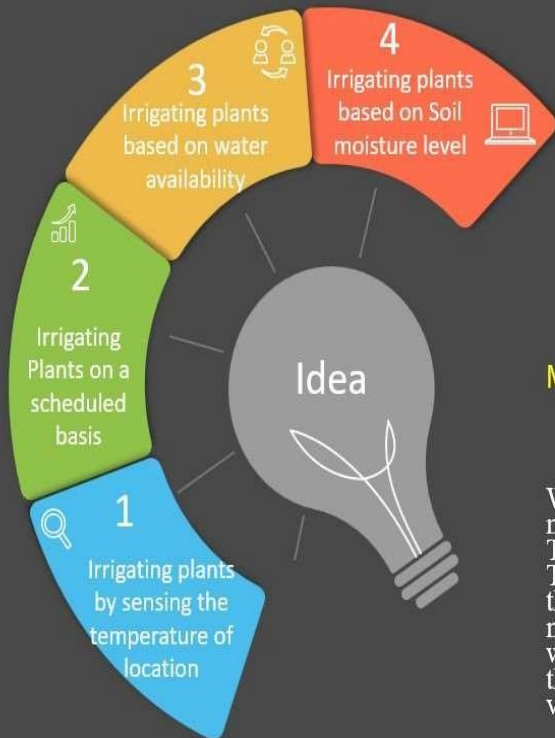 4
Irrigating plants
based on Soil
moisture level
3
Irrigating plants
based on water
availability
2
Irrigating
Plants on a
scheduled
basis
Idea
1
Irrigating plants
by sensing the
temperature of
location